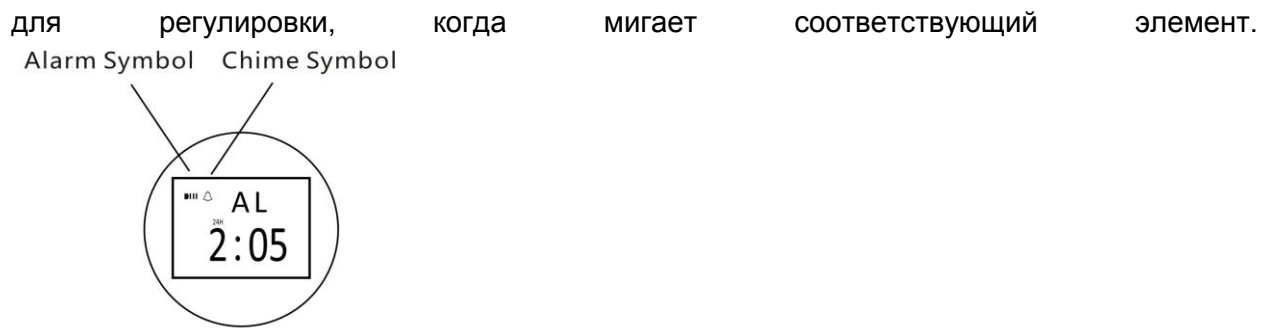 для регулировки, когда мигает соответствующий элемент.
Alarm Symbol Chime Symbol
AL
24H
2:05